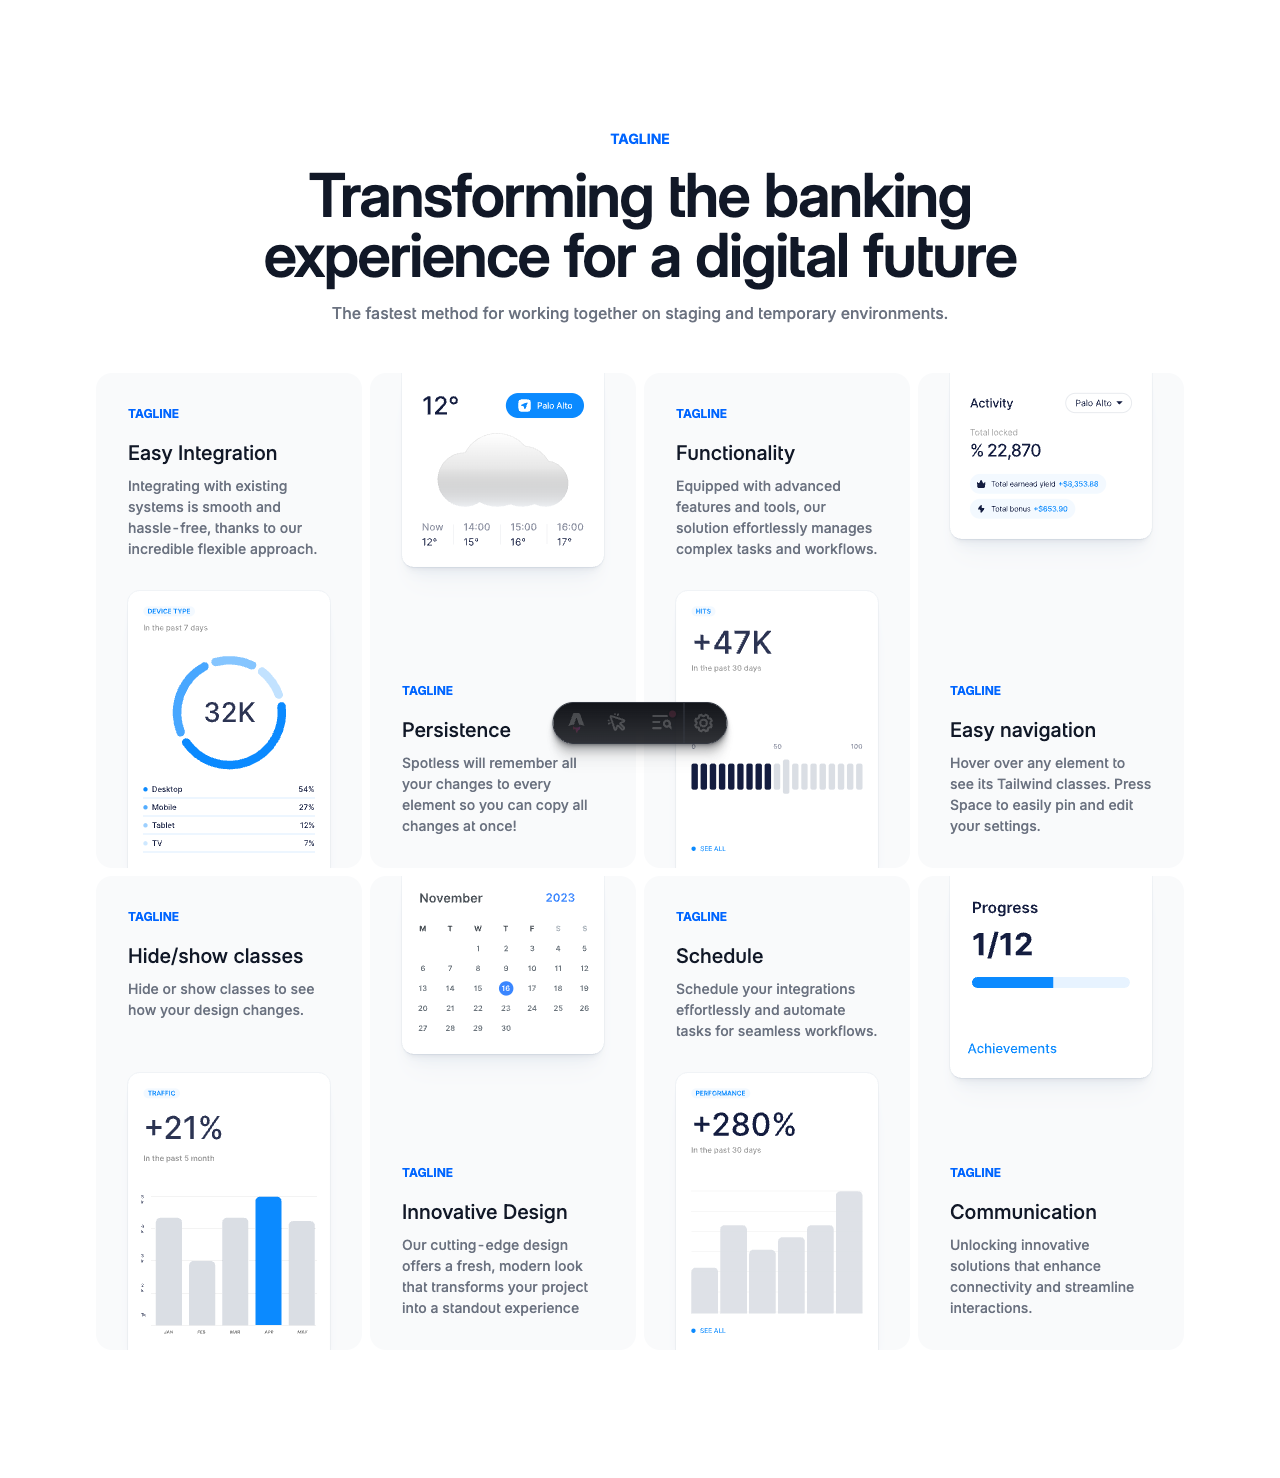 TAGLINE
Transforming the banking
experience for a digital future
The fastest method for working together on staging and temporary environments.
TAGLINE
Easy Integration
Integrating with existing
systems is smooth and
hassle-free, thanks to our
incredible flexible approach.
DEVICE TYPE
In the past 7 days
32K
Desktop 54%
Mobile 27%
Tablet 12%
TV 7%
12°
Palo Alto
Now 14:00 15:00 16:00
12° 15° 16° 17°
TAGLINE
Persistence
Spotless will remember all
your changes to every
element so you can copy all
changes at once!
TAGLINE
Functionality
Equipped with advanced
features and tools, our
solution effortlessly manages
complex tasks and workflows.
HITS
+47K
In the past 30 days
0 50 100
SEE ALL
Activity
Palo Alto
Total locked
% 22,870
Total earnead yield +$8,353.68
Total bonus +$653.90
TAGLINE
Easy navigation
Hover over any element to
see its Tailwind classes. Press
Space to easily pin and edit
your settings.
TAGLINE
Hide/show classes
Hide or show classes to see
how your design changes.
TRAFFIC
+21%
In the past 5 month
JAN FEB MAR APR MAY
November 2023
M T W T F S S
1 2 3 4 5
6 7 8 9 10 11 12
13 14 15 16 17 18 19
20 21 22 23 24 25 26
27 28 29 30
TAGLINE
Innovative Design
Our cutting-edge design
offers a fresh, modern look
that transforms your project
into a standout experience
TAGLINE
Schedule
Schedule your integrations
effortlessly and automate
tasks for seamless workflows.
PERFORMANCE
+280%
In the past 30 days
SEE ALL
Progress
1/12
Achievements
TAGLINE
Communication
Unlocking innovative
solutions that enhance
connectivity and streamline
interactions.